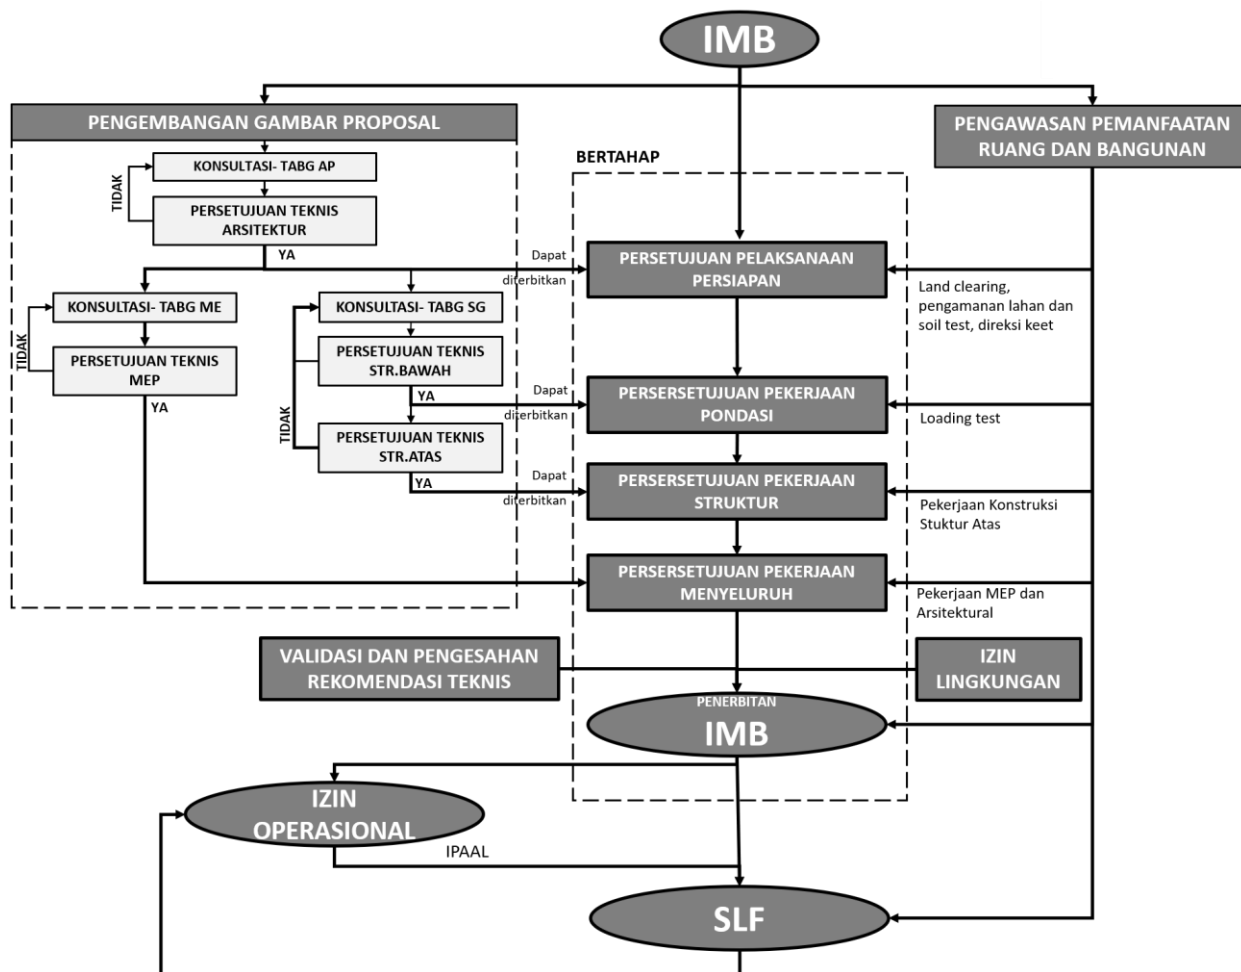 IMB
PENGEMBANGAN GAMBAR PROPOSAL
KONSULTASI- TABG AP
TIDAK
PERSETUJUAN TEKNIS
ARSITEKTUR
YA
KONSULTASI- TABG ME
TIDAK
PERSETUJUAN TEKNIS
MEP
YA
KONSULTASI- TABG SG
PERSETUJUAN TEKNIS
STR.BAWAH
YA
TIDAK
PERSETUJUAN TEKNIS
STR.ATAS
YA
Dapat
diterbitkan
Dapat
diterbitkan
Dapat
diterbitkan
BERTAHAP
PERSETUJUAN PELAKSANAAN
PERSIAPAN
PERSERSETUJUAN PEKERJAAN
PONDASI
PERSERSETUJUAN PEKERJAAN
STRUKTUR
PERSERSETUJUAN PEKERJAAN
MENYELURUH
PENGAWASAN PEMANFAATAN
RUANG DAN BANGUNAN
Land clearing,
pengamanan lahan dan
soil test, direksi keet
Loading test
Pekerjaan Konstruksi
Stuktur Atas
Pekerjaan MEP dan
Arsitektural
VALIDASI DAN PENGESAHAN
REKOMENDASI TEKNIS
IZIN
LINGKUNGAN
PENERBITAN
IMB
IZIN
OPERASIONAL
IPAAL
SLF